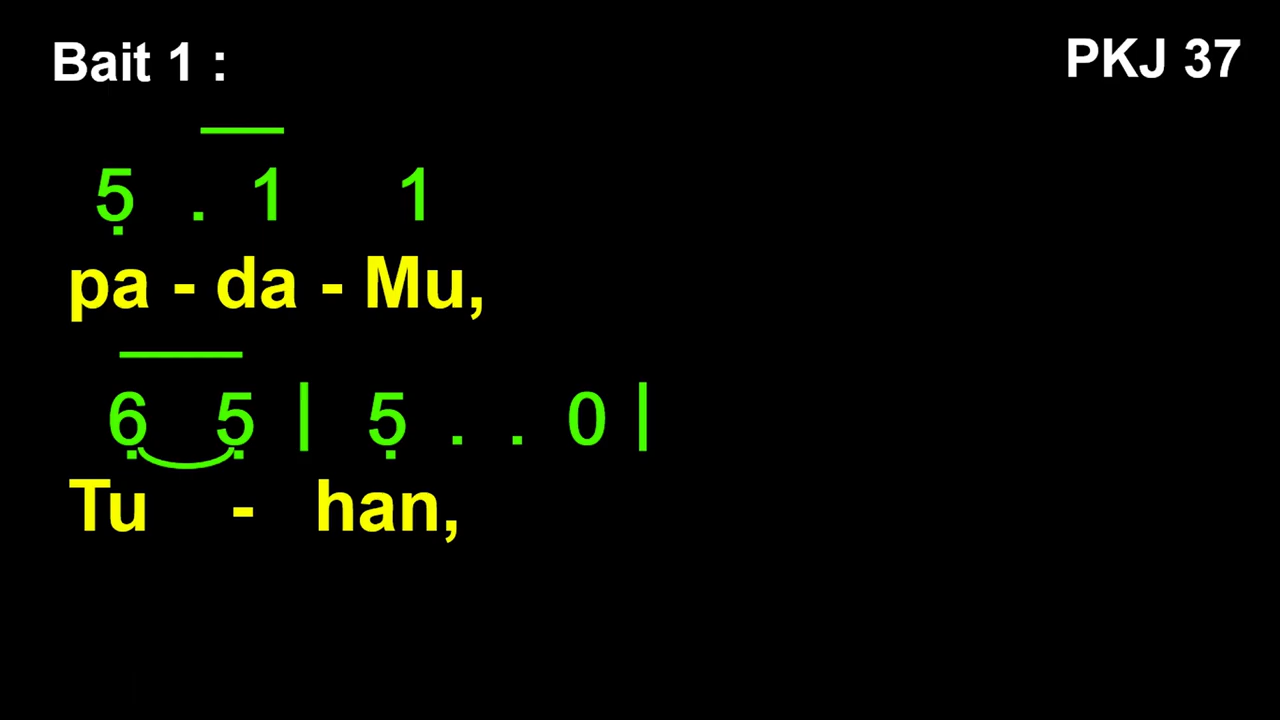 Bait 1 : PKJ 37
5̣ . 1 1
pa - da - Mu,
6̣ 5̣ | 5̣ . . 0 |
Tu - han,